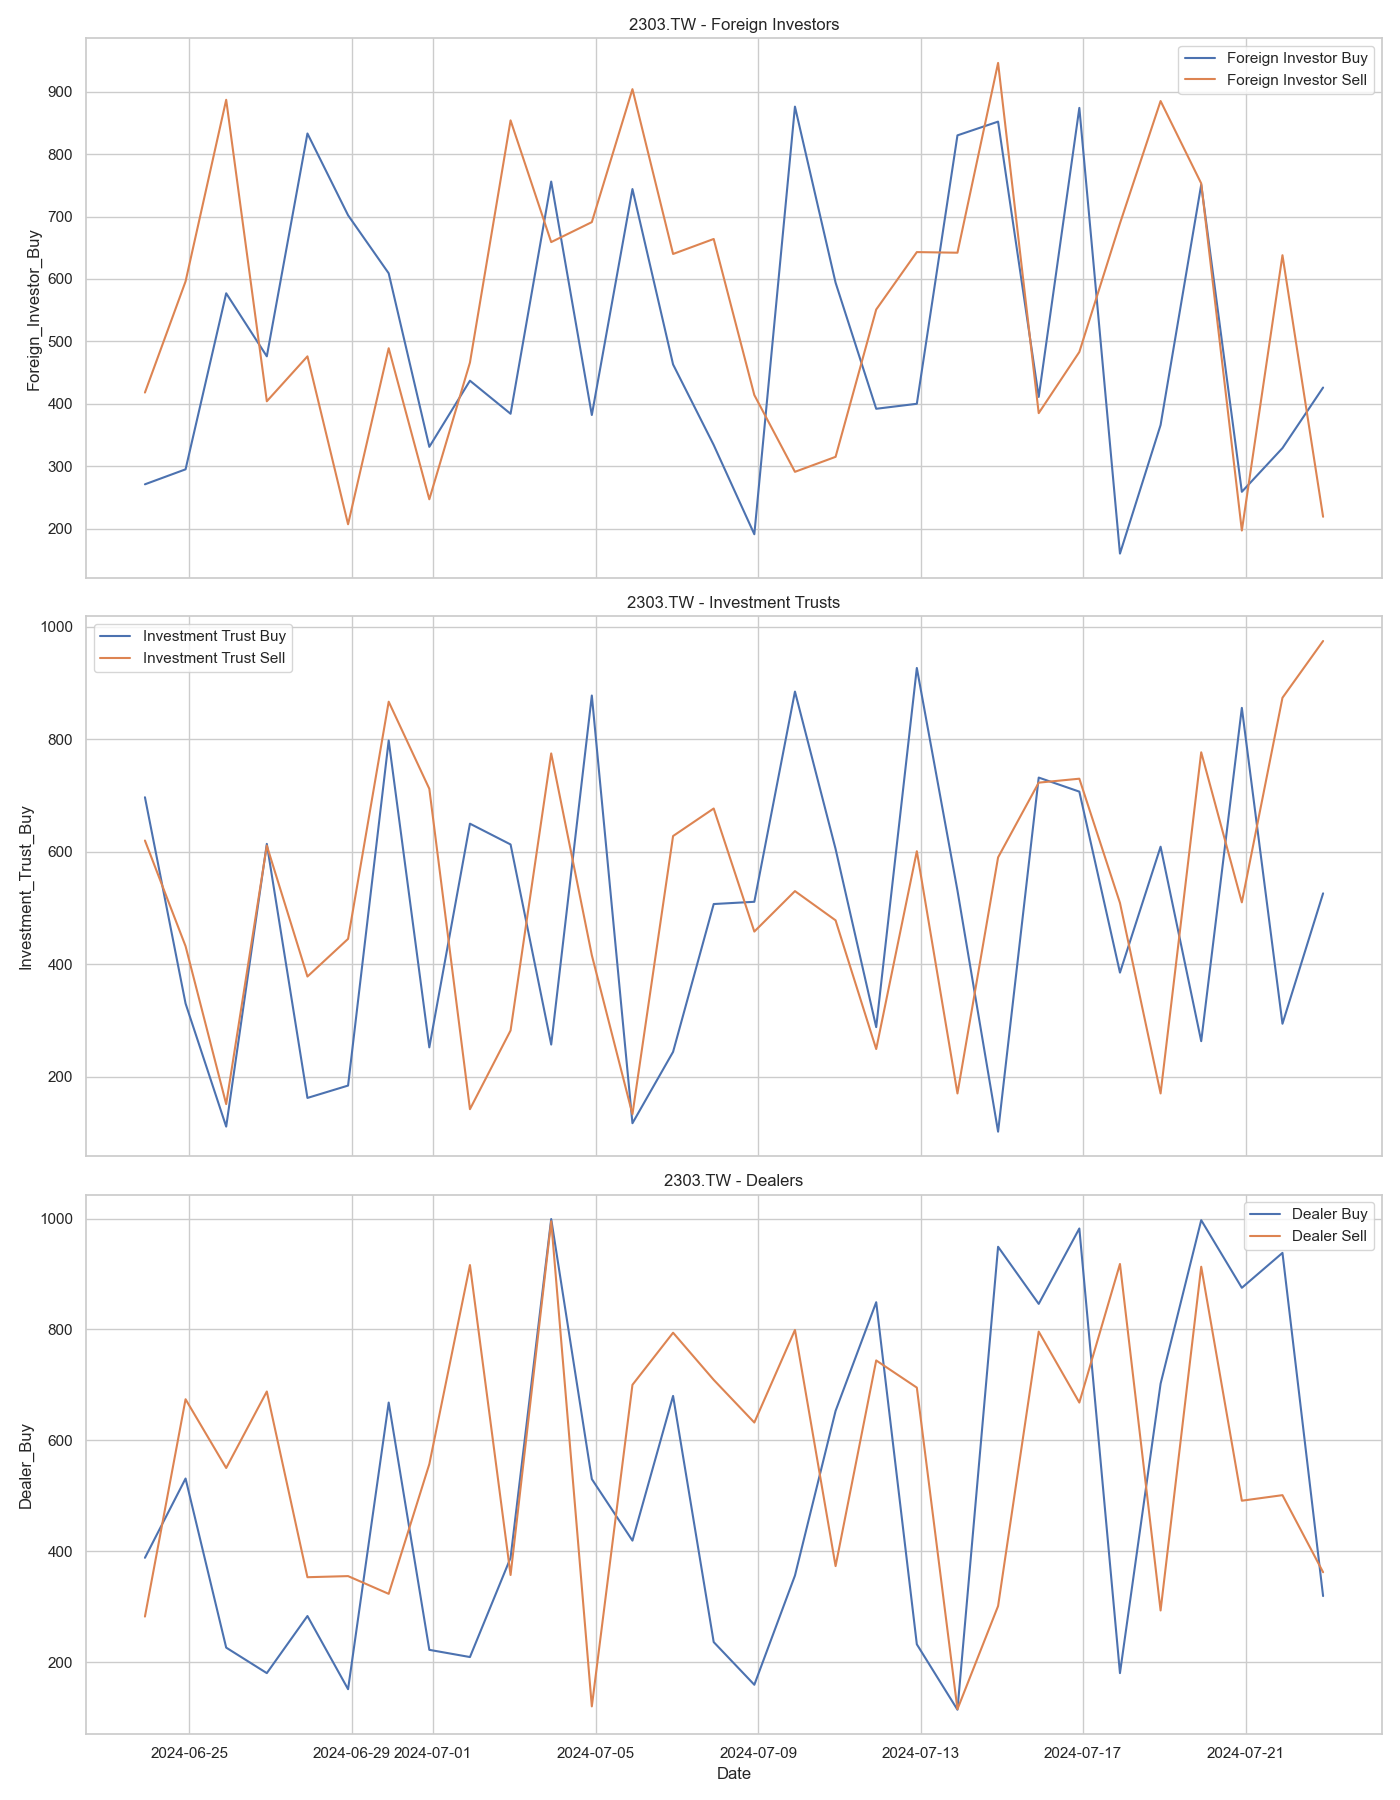 2303.TW - Foreign Investors
Foreign Investor Buy
Foreign Investor Sell
Foreign_Investor_Buy
900
800
700
600
500
400
300
200
2303.TW - Investment Trusts
Investment Trust Buy
Investment Trust Sell
Investment_Trust_Buy
1000
800
600
400
200
2303.TW - Dealers
Dealer Buy
Dealer Sell
Dealer_Buy
1000
800
600
400
200
2024-06-25 2024-06-29 2024-07-01 2024-07-05 2024-07-09 2024-07-13 2024-07-17 2024-07-21
Date